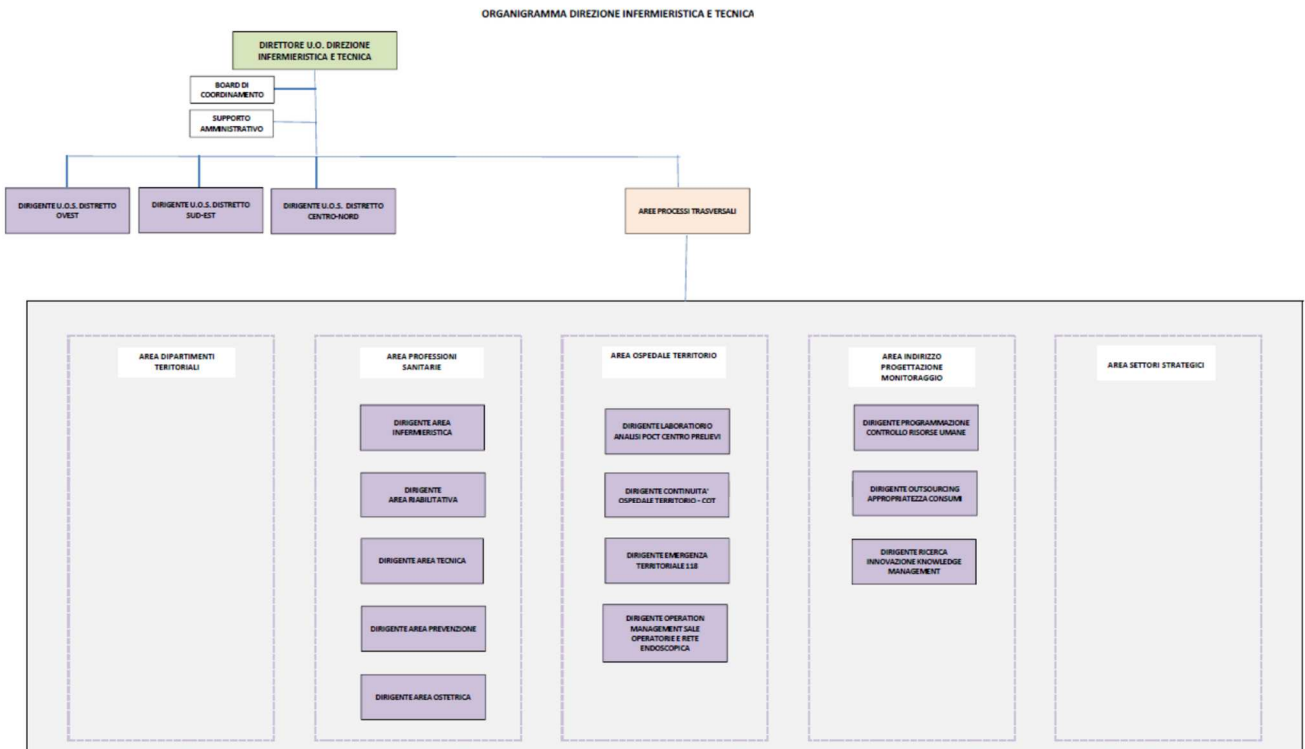 ORGANIGRAMMA DIREZIONE INFERMIERISTICA E TECNICA
DIRETTORE U.O. DIREZIONE
INFERMIERISTICA E TECNICA
BOARD DI
COORDINAMENTO
SUPPORTO
AMMINISTRATIVO
DIRIGENTE U.O.S. DISTRETTO
OVEST
DIRIGENTE U.O.S. DISTRETTO
SUD-EST
DIRIGENTE U.O.S. DISTRETTO
CENTRO-NORD
AREE PROCESSI TRASVERSALI
AREA DIPARTIMENTI
TERITORIALI
AREA PROFESSIONI
SANITARIE
DIRIGENTE AREA
INFERMIERISTICA
DIRIGENTE
AREA RIABILITATIVA
DIRIGENTE AREA TECNICA
DIRIGENTE AREA PREVENZIONE
DIRIGENTE AREA OSTETRICA
AREA OSPEDALE TERRITORIO
DIRIGENTE LABORATIORIO
ANALISI POCT CENTRO PRELIEVI
DIRIGENTE CONTINUITA'
OSPEDALE TERRITORIO - COT
DIRIGENTE EMERGENZA
TERRITORIALE 118
DIRIGENTE OPERATION
MANAGEMENT SALE
OPERATORIE E RETE
ENDOSCOPICA
AREA INDIRIZZO
PROGETTAZIONE
MONITORAGGIO
DIRIGENTE PROGRAMMAZIONE
CONTROLLO RISORSE UMANE
DIRIGENTE OUTSOURCING
APPROPRIATEZZA CONSUMI
DIRIGENTE RICERCA
INNOVAZIONE KNOWLEDGE
MANAGEMENT
AREA SETTORI STRATEGICI